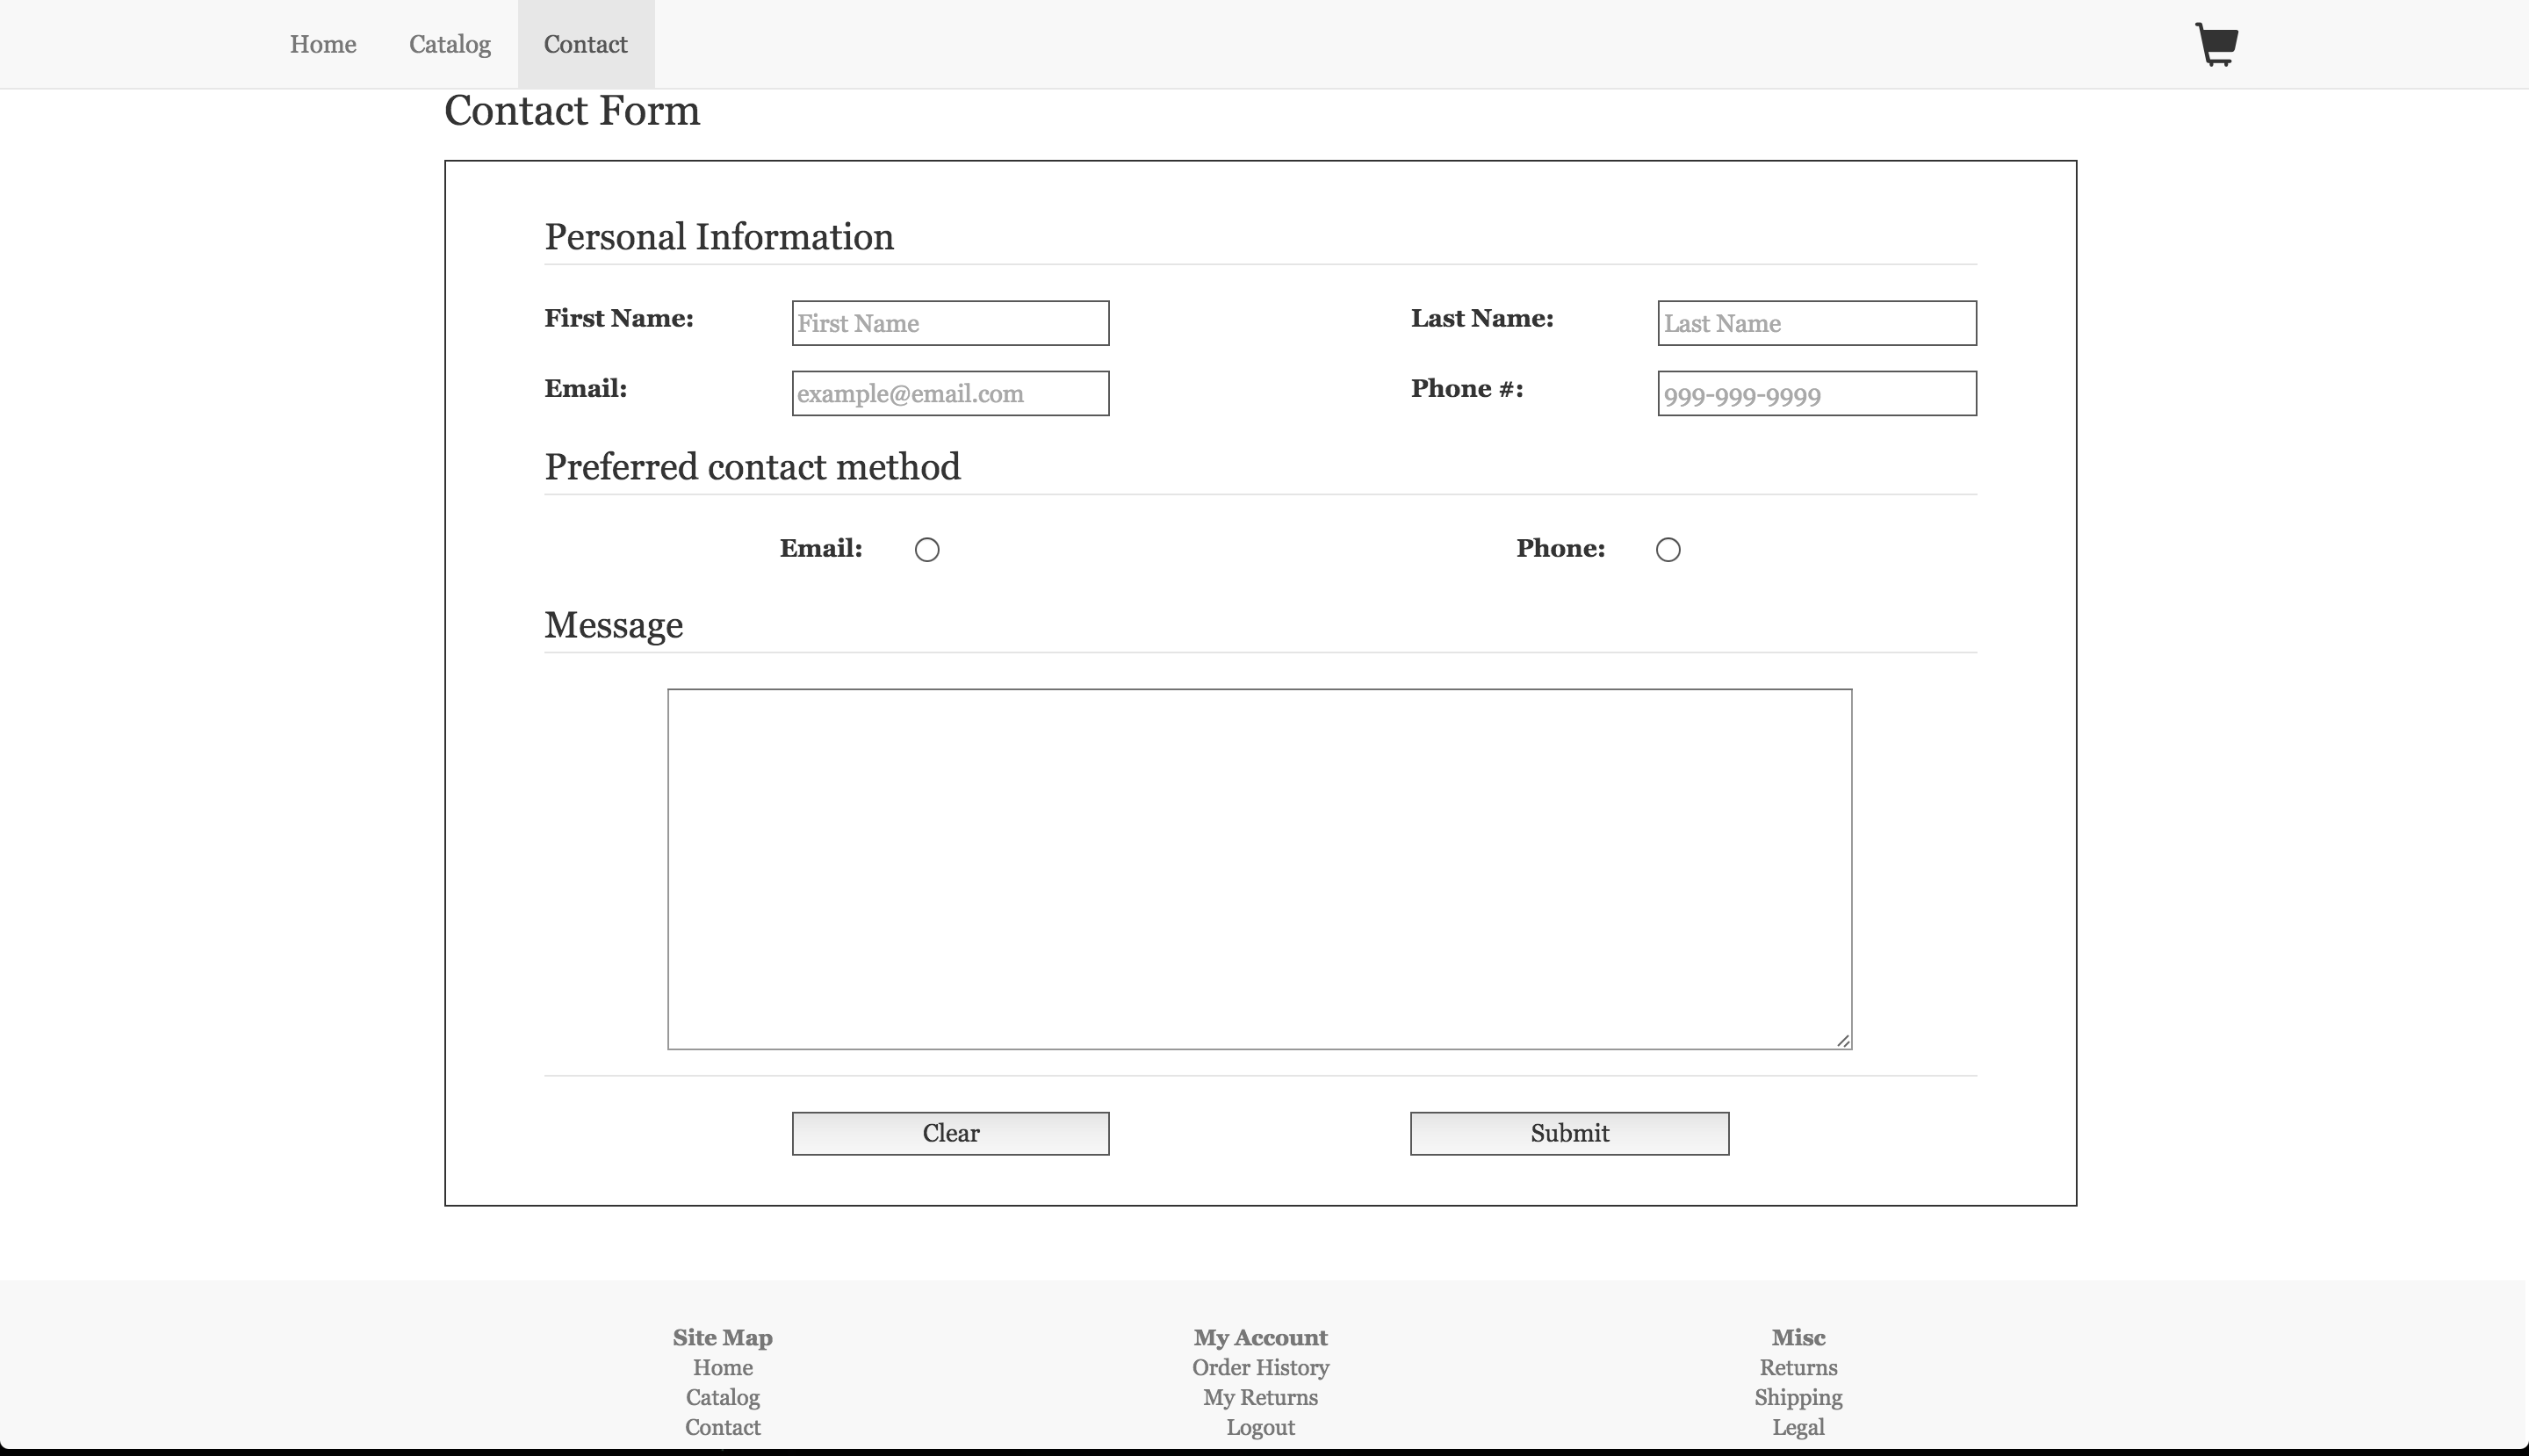 Home Catalog Contact
Contact Form
Personal Information
First Name: First Name Last Name: Last Name
Email: example@email.com Phone #: 999-999-9999
Preferred contact method
Email: Phone:
Message
Clear Submit
Site Map My Account Misc
Home Order History Returns
Catalog My Returns Shipping
Contact Logout Legal